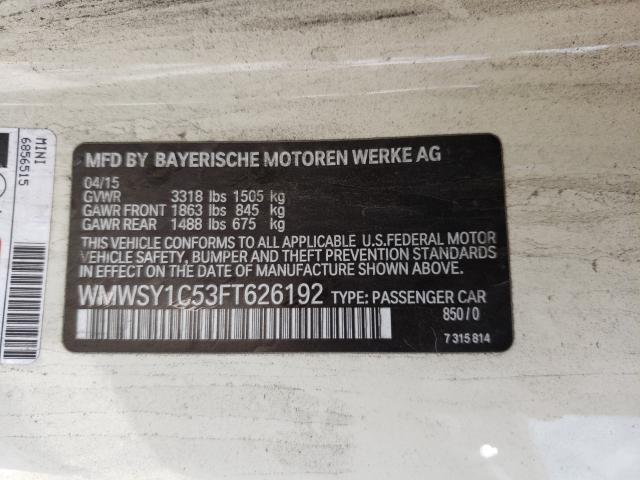 MFD BY BAYERISCHE MOTOREN WERKE AG
04/15
GVWR 3318 lbs 1505 kg
GAWR FRONT 1863 lbs 845 kg
GAWR REAR 1488 lbs 675 kg
THIS VEHICLE CONFORMS TO ALL APPLICABLE U.S.FEDERAL MOTOR
VEHICLE SAFETY, BUMPER AND THEFT PREVENTION STANDARDS
IN EFFECT ON THE DATE OF MANUFACTURE SHOWN ABOVE.
WMWSY1C53FT626192 TYPE: PASSENGER CAR
850/0
7 315 814
MINI
6856515